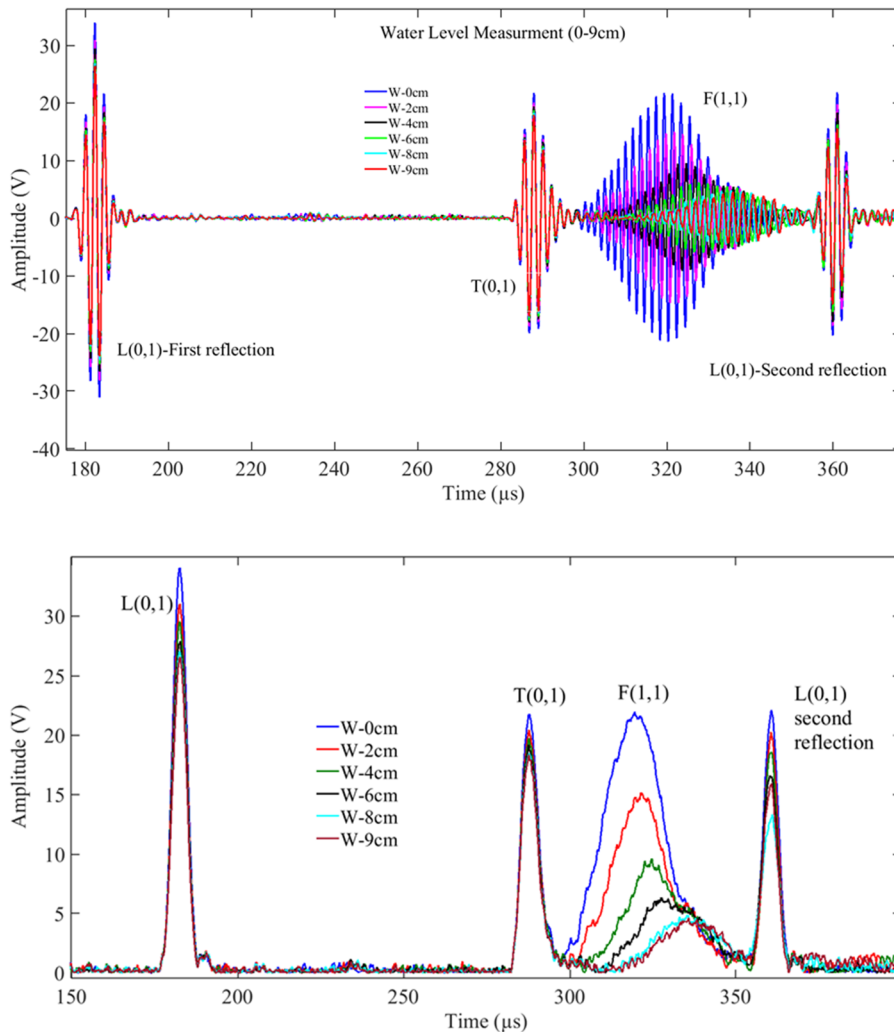 Water Level Measurment (0-9cm)
30
20
10
0
-10
-20
-30
-40
Amplitude (V)
W-0cm
W-2cm
W-4cm
W-6cm
W-8cm
W-9cm
F(1,1)
T(0,1)
L(0,1)-First reflection
L(0,1)-Second reflection
180
200
220
240
260
280
300
320
340
360
Time (µs)
30
25
20
15
10
5
0
Amplitude (V)
L(0,1)
T(0,1)
F(1,1)
L(0,1)
second
reflection
W-0cm
W-2cm
W-4cm
W-6cm
W-8cm
W-9cm
150
200
250
300
350
Time (µs)